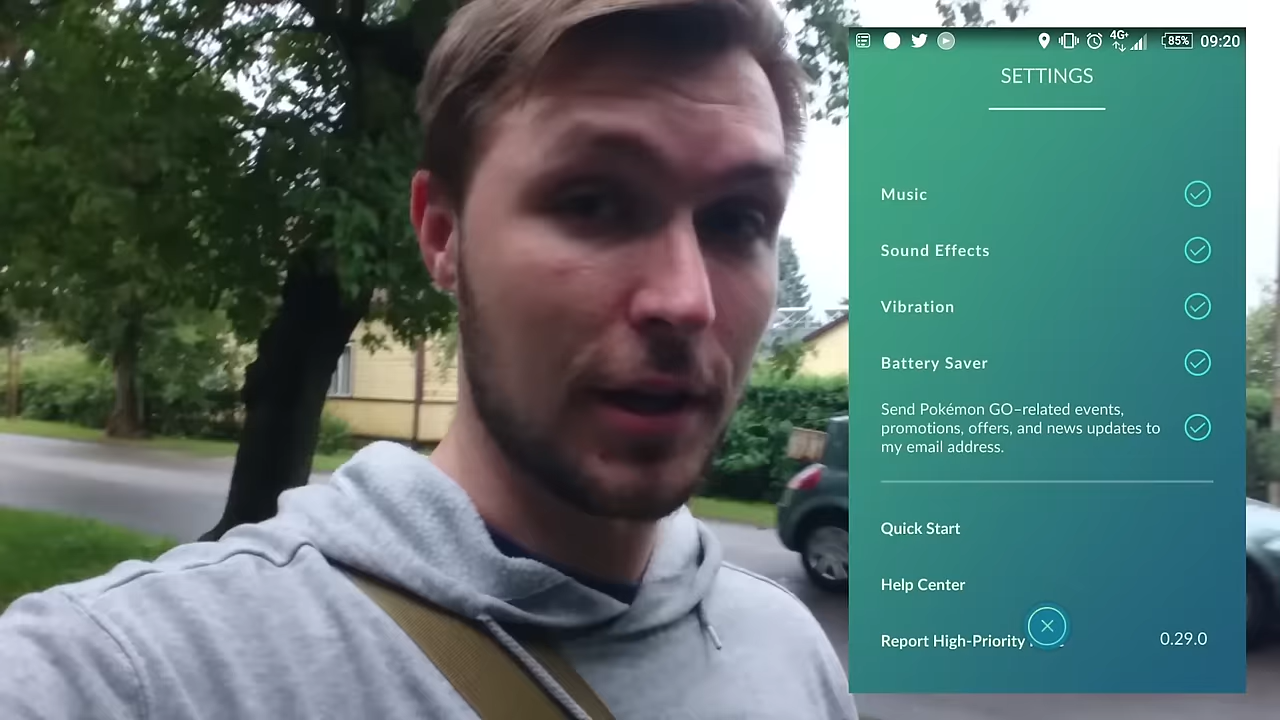 4G+
85% 09:20
SETTINGS
Music
Sound Effects
Vibration
Battery Saver
Send Pokémon GO–related events,
promotions, offers, and news updates to
my email address.
Quick Start
Help Center
Report High-Priority
0.29.0